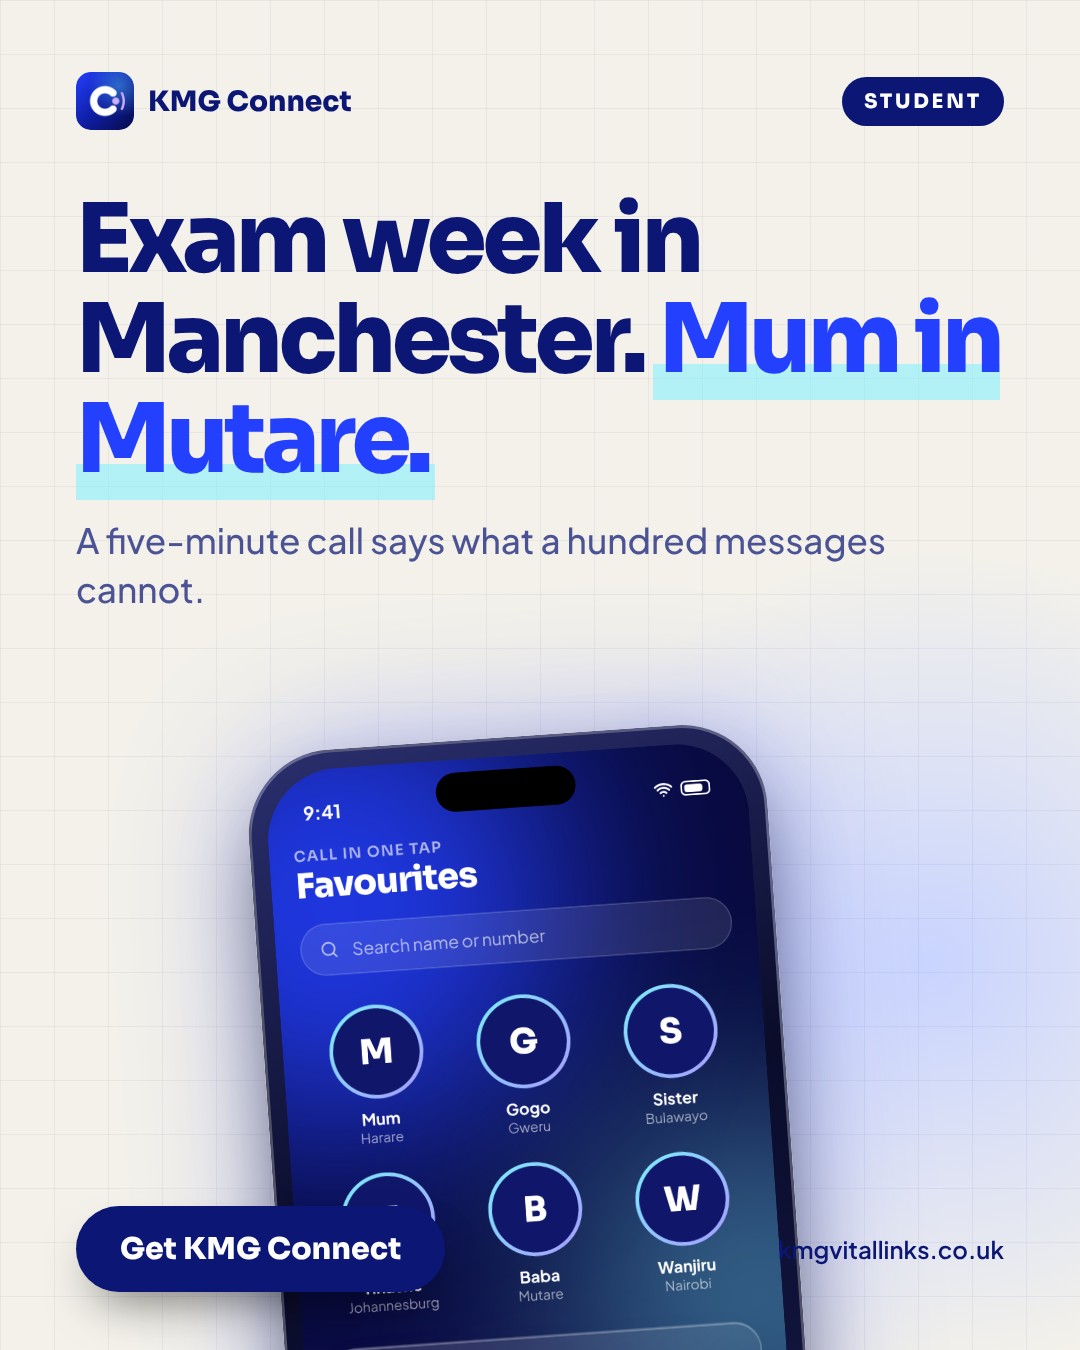 KMG Connect
STUDENT
Exam week in
Manchester. Mum in
Mutare.
A five-minute call says what a hundred messages
cannot.
9:41
CALL IN ONE TAP
Favourites
Search name or number
M
G
S
Mum
Gogo
Sister
Harare
Gweru
Bulawayo
B
W
Get KMG Connect
kmgvitallinks.co.uk
Baba
Wanjiru
Johannesburg
Mutare
Nairobi